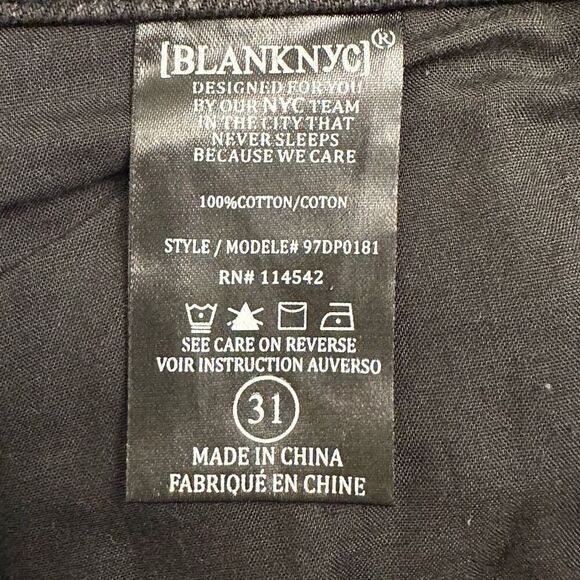 [BLANKNYC]®
DESIGNED FOR YOU
BY OUR NYC TEAM
IN THE CITY THAT
NEVER SLEEPS
BECAUSE WE CARE
100%COTTON/COTON
STYLE / MODELE# 97DP0181
RN# 114542
SEE CARE ON REVERSE
VOIR INSTRUCTION AUVERSO
31
MADE IN CHINA
FABRIQUÉ EN CHINE